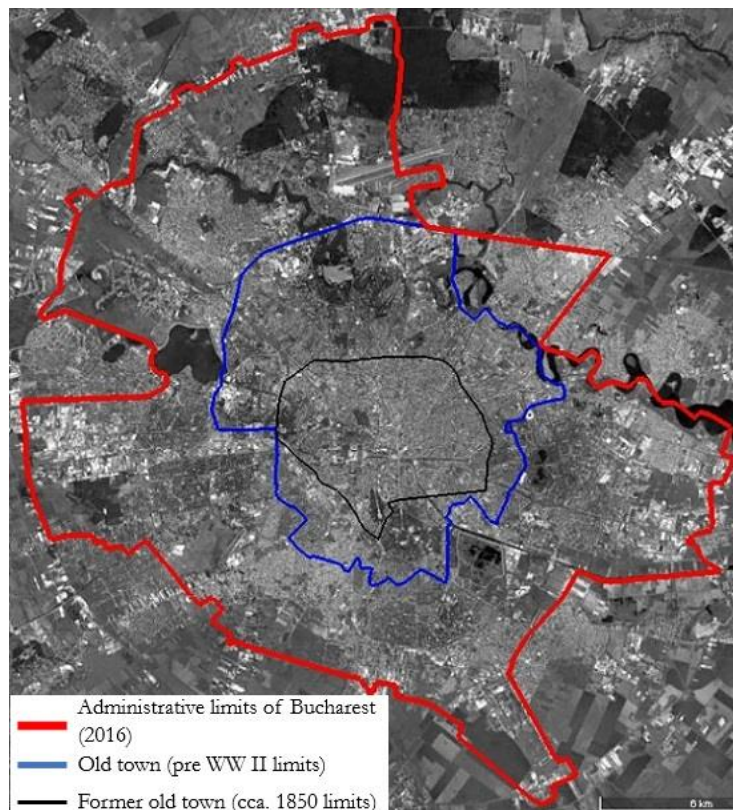 Administrative limits of Bucharest
(2016)
Old town (pre WW II limits)
Former old town (cca. 1850 limits)
6 km